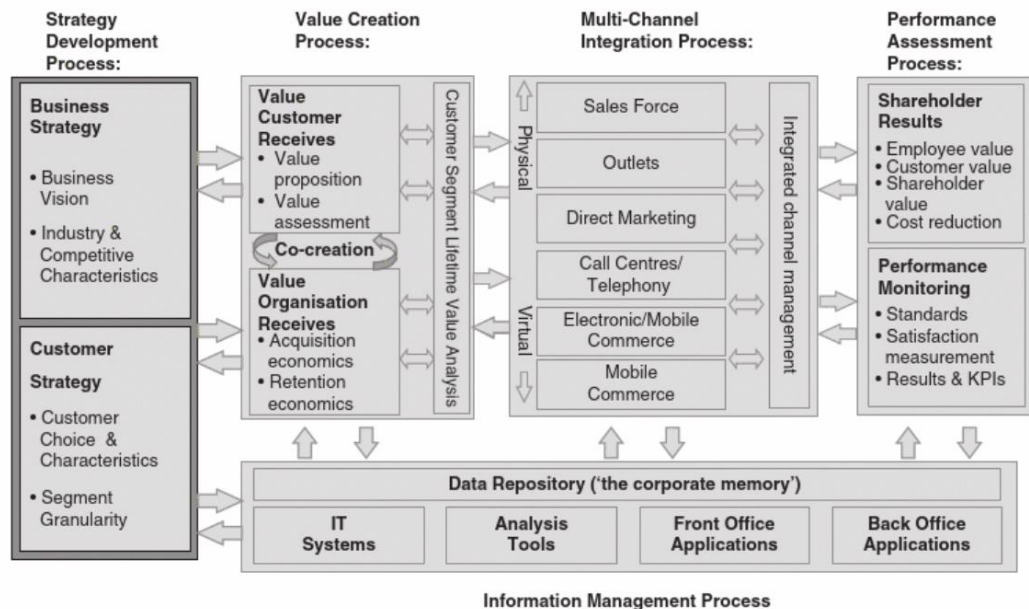 Strategy
Development
Process:
Value Creation
Process:
Multi-Channel
Integration Process:
Performance
Assessment
Process:
Business
Strategy
• Business
Vision
• Industry &
Competitive
Characteristics
Customer
Strategy
• Customer
Choice &
Characteristics
• Segment
Granularity
Value
Customer
Receives
• Value
proposition
• Value
assessment
Co-creation
Value
Organisation
Receives
• Acquisition
economics
• Retention
economics
Customer Segment Lifetime Value Analysis
Physical
Virtual
Sales Force
Outlets
Direct Marketing
Call Centres/
Telephony
Electronic/Mobile
Commerce
Mobile
Commerce
Integrated channel management
Shareholder
Results
• Employee value
• Customer value
• Shareholder
value
• Cost reduction
Performance
Monitoring
• Standards
• Satisfaction
measurement
• Results & KPIs
Data Repository (‘the corporate memory’)
IT
Systems
Analysis
Tools
Front Office
Applications
Back Office
Applications
Information Management Process